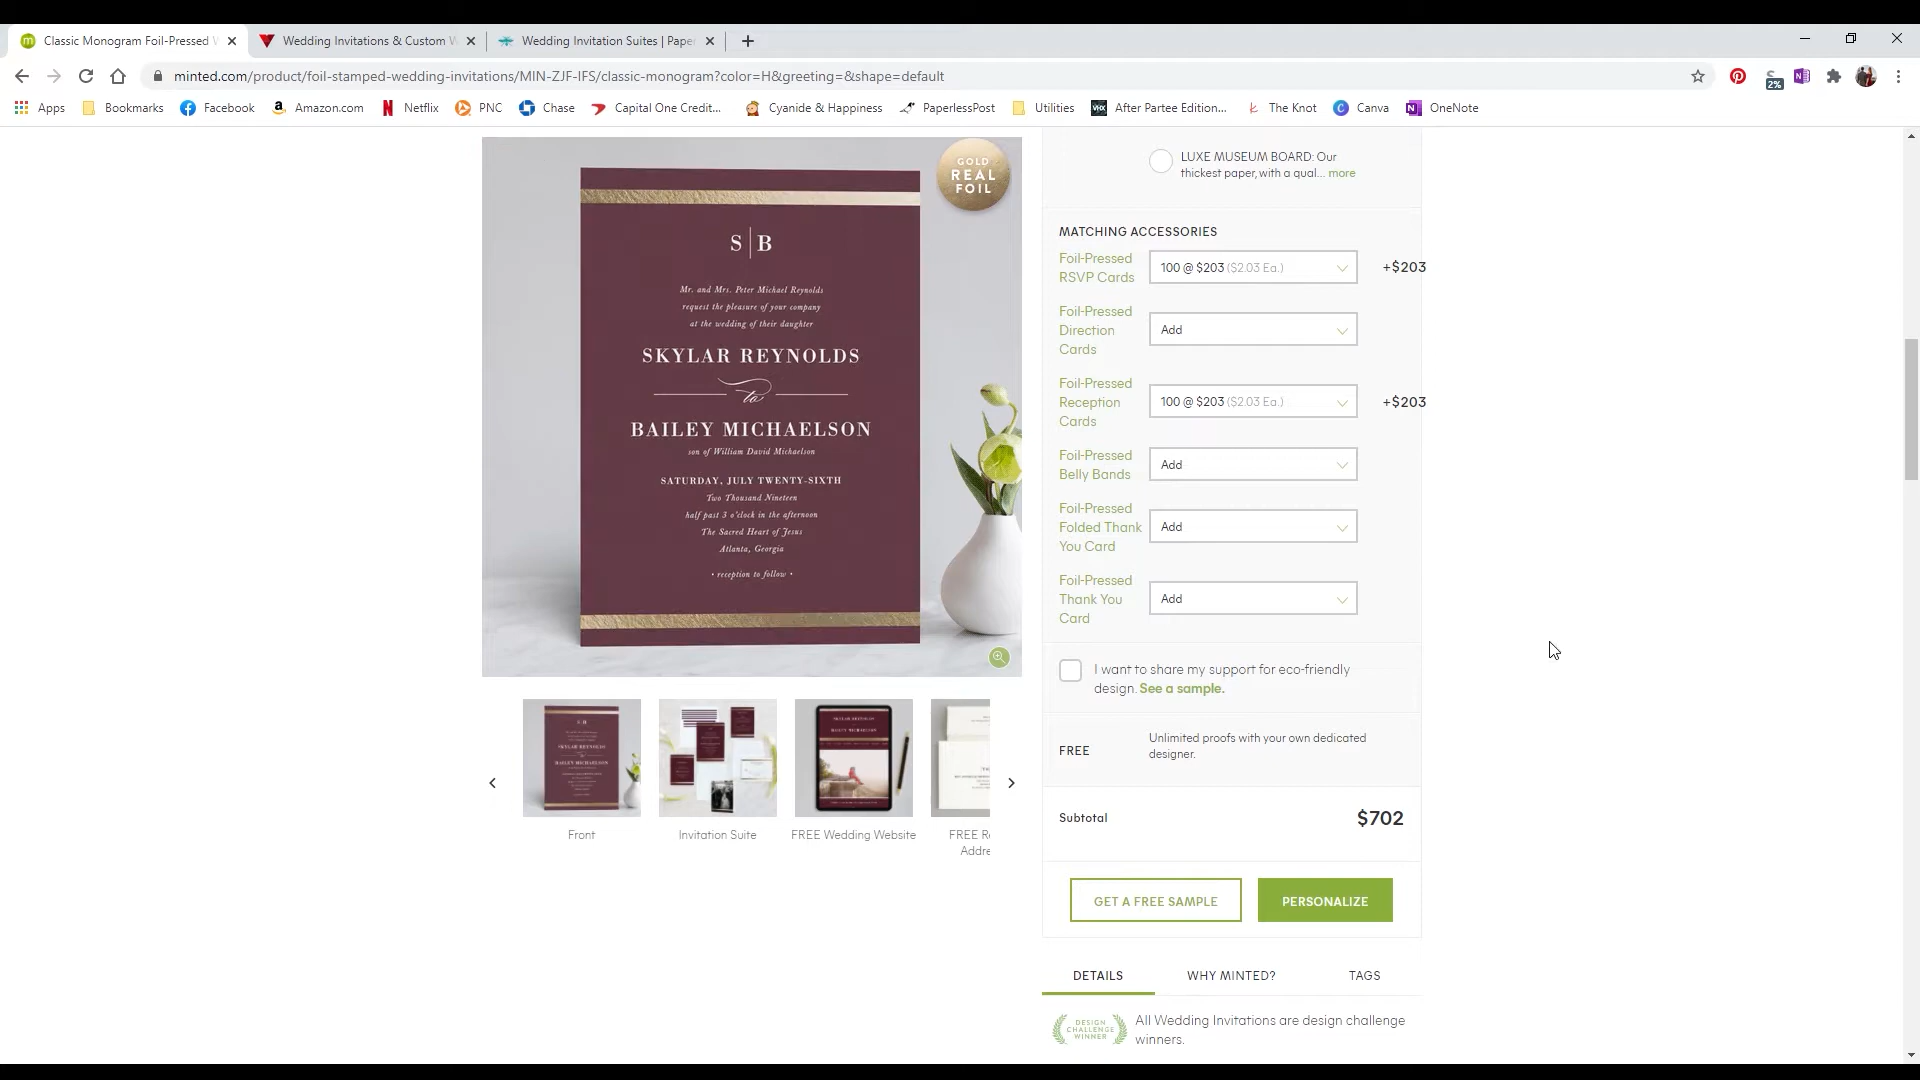 Classic Monogram Foil-Pressed W
Wedding Invitations & Custom W
Wedding Invitation Suites | Pape
minted.com/product/foil-stamped-wedding-invitations/MIN-ZJF-IFS/classic-monogram?color=H&greeting=&shape=default
2%
Apps
Bookmarks
Facebook
Amazon.com
Netflix
PNC
Chase
Capital One Credit...
Cyanide & Happiness
PaperlessPost
Utilities
After Partee Edition...
The Knot
Canva
OneNote
GOLD
REAL
FOIL
S | B
Mr. and Mrs. Peter Michael Reynolds
request the pleasure of your company
at the wedding of their daughter
SKYLAR REYNOLDS
to
BAILEY MICHAELSON
son of William David Michaelson
SATURDAY, JULY TWENTY-SIXTH
Two Thousand Nineteen
half past 3 o'clock in the afternoon
The Sacred Heart of Jesus
Atlanta, Georgia
• reception to follow •
Front
Invitation Suite
FREE Wedding Website
FREE R
Addre
LUXE MUSEUM BOARD: Our
thickest paper, with a qual... more
MATCHING ACCESSORIES
Foil-Pressed
RSVP Cards
100 @ $203 ($2.03 Ea.)
+$203
Foil-Pressed
Direction
Cards
Add
Foil-Pressed
Reception
Cards
100 @ $203 ($2.03 Ea.)
+$203
Foil-Pressed
Belly Bands
Add
Foil-Pressed
Folded Thank
You Card
Add
Foil-Pressed
Thank You
Card
Add
I want to share my support for eco-friendly
design. See a sample.
FREE
Unlimited proofs with your own dedicated
designer.
Subtotal
$702
GET A FREE SAMPLE
PERSONALIZE
DETAILS
WHY MINTED?
TAGS
DESIGN
CHALLENGE
WINNER
All Wedding Invitations are design challenge
winners.